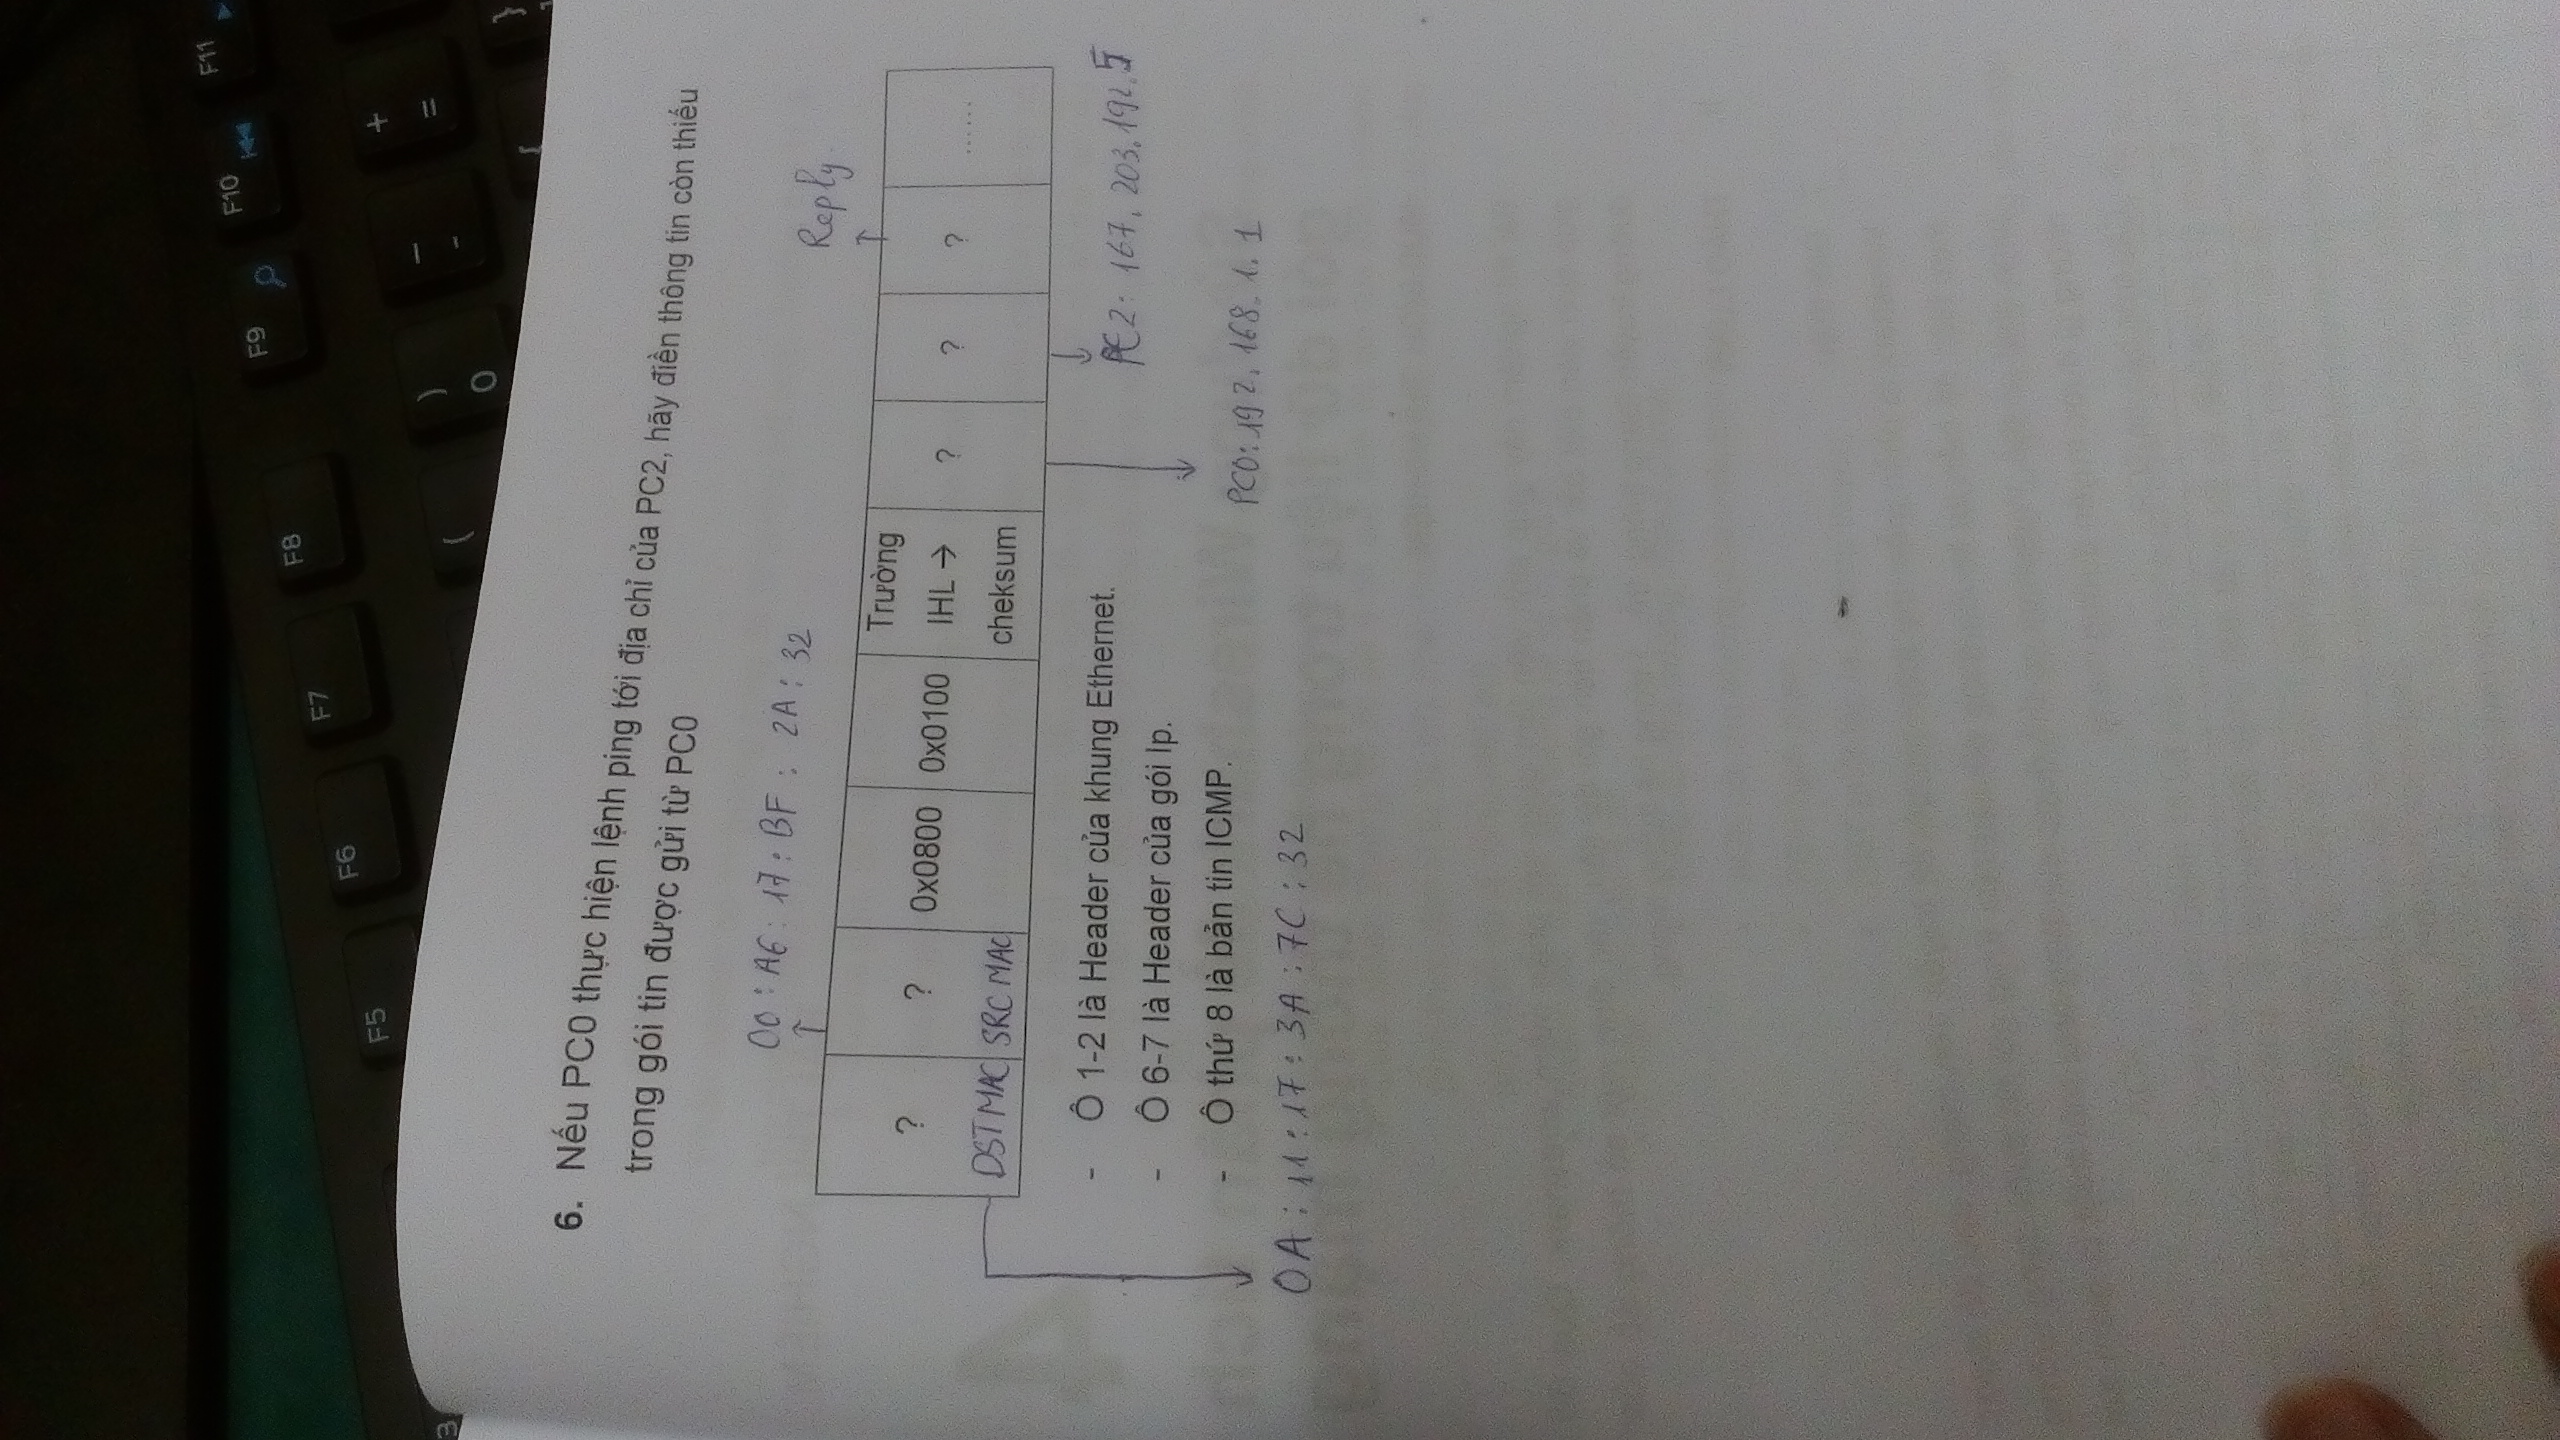 F9 F10 F11
F5 F6 F7 F8
3
( ) 0 _ - + =
{ }
6. Nếu PC0 thực hiện lệnh ping tới địa chỉ của PC2, hãy điền thông tin còn thiếu
trong gói tin được gửi từ PC0
00 : A6 : 17 : BF : 2A : 32
Reply
? ? 0x0800 0x0100 Trường IHL → cheksum ? ? ? ......
DST MAC SRC MAC
- Ô 1-2 là Header của khung Ethernet.
PC2: 167. 203. 192. 5
- Ô 6-7 là Header của gói Ip.
- Ô thứ 8 là bản tin ICMP.
PC0: 192. 168. 1. 1
0A : 11 : 17 : 3A : 7C : 32